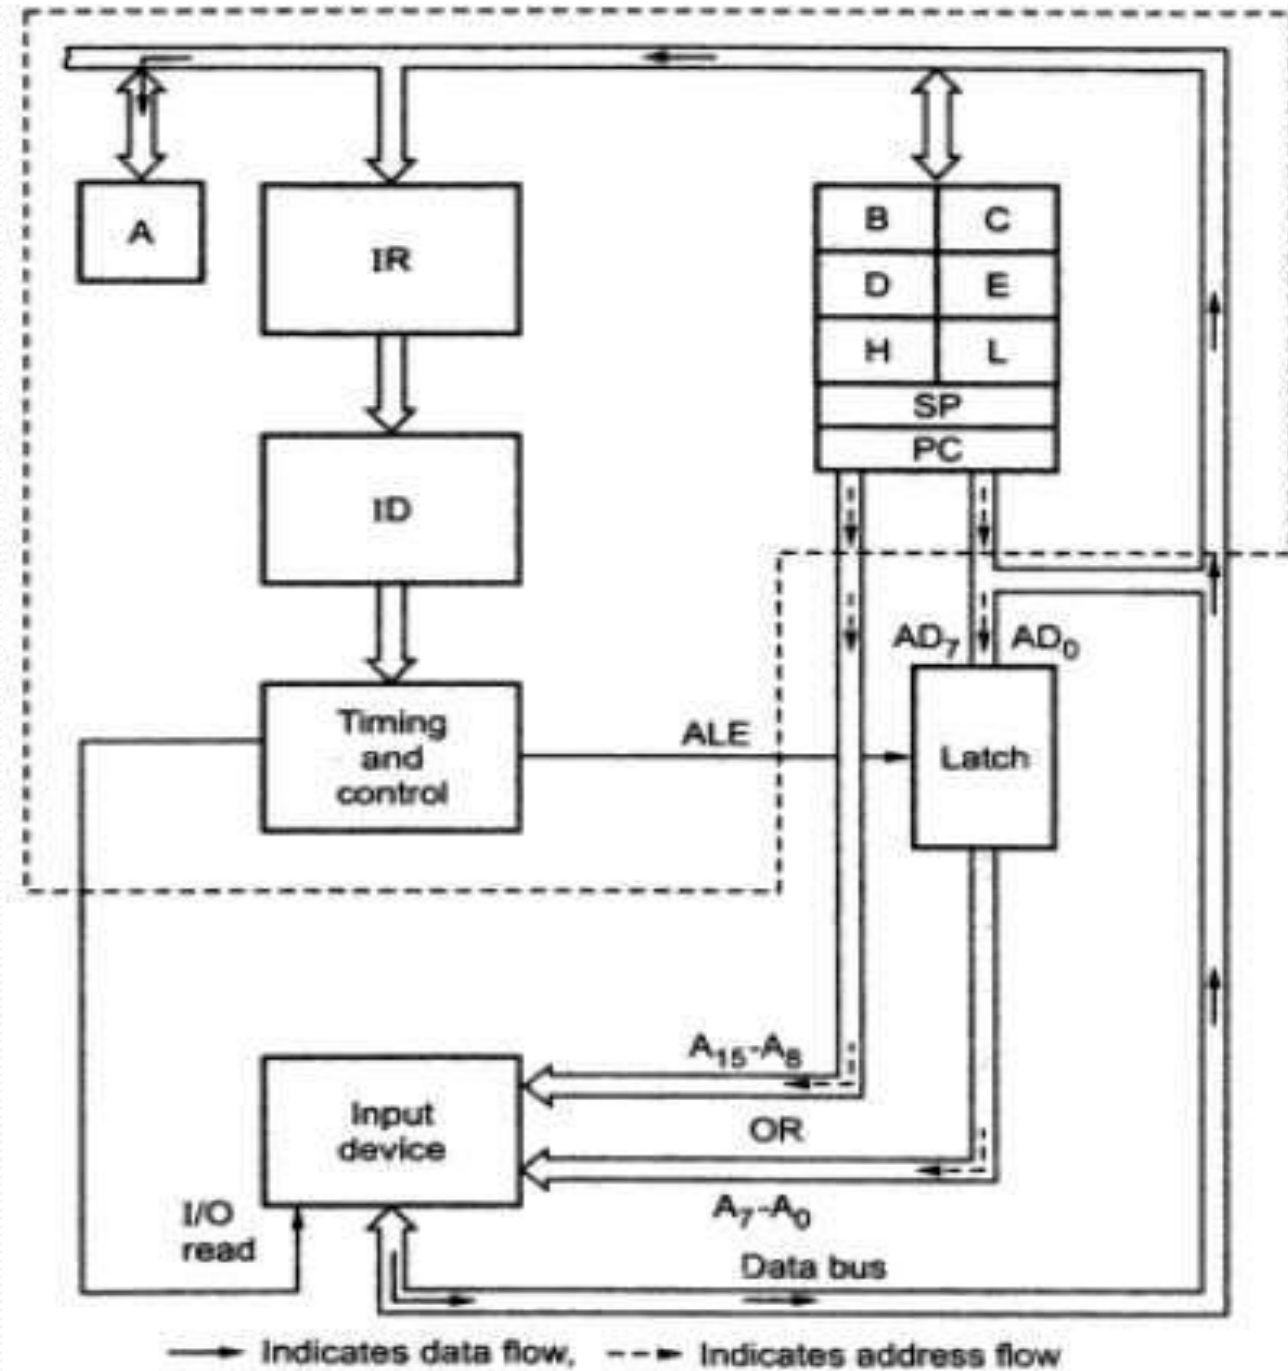 A
IR
B
C
D
E
H
L
SP
PC
ID
AD7
AD0
Timing
and
control
ALE
Latch
A15-A8
Input
device
OR
A7-A0
I/O
read
Data bus
Indicates data flow, Indicates address flow